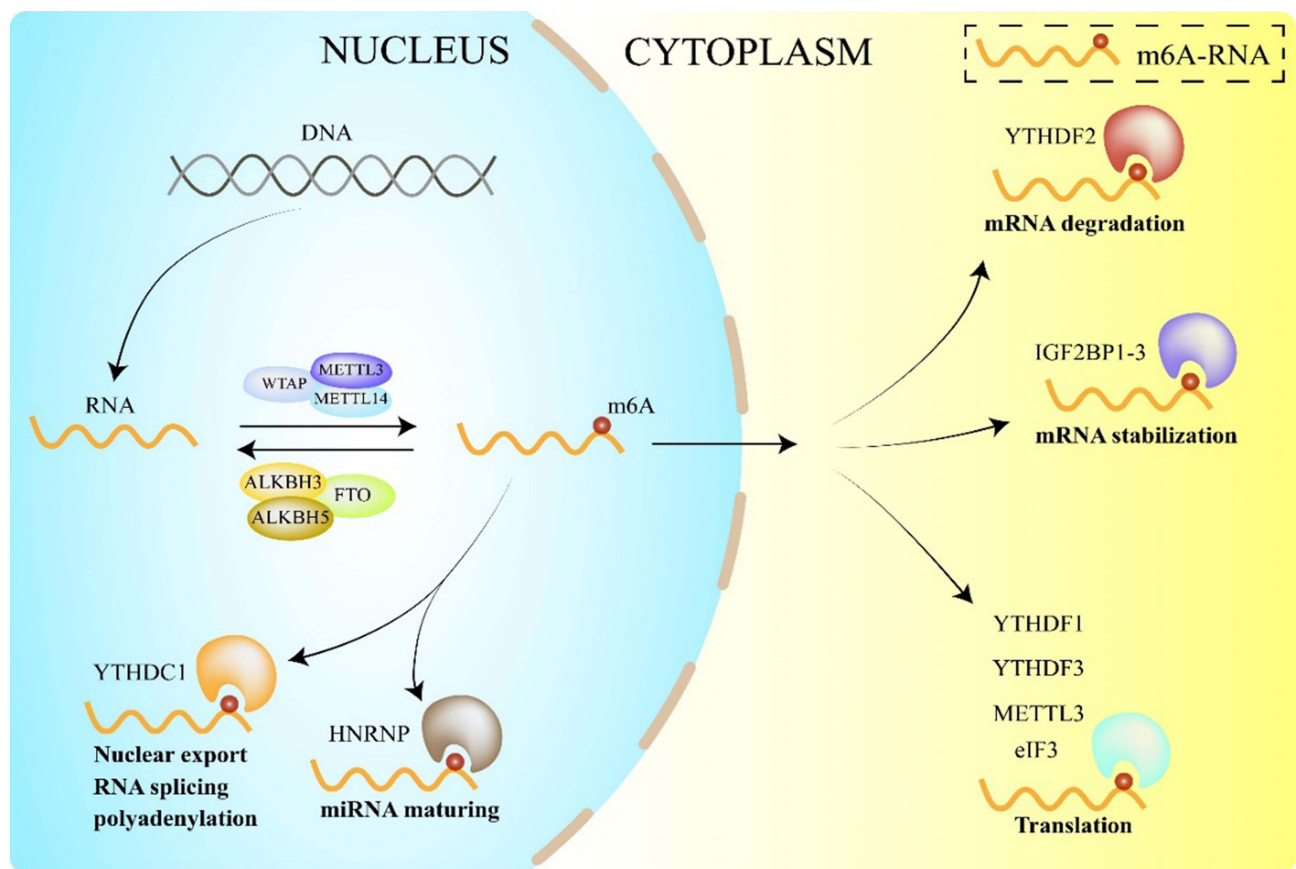 NUCLEUS
CYTOPLASM
m6A-RNA
DNA
YTHDF2
mRNA degradation
IGF2BP1-3
mRNA stabilization
WTAP
METTL3
METTL14
RNA
m6A
ALKBH3
FTO
ALKBH5
YTHDC1
Nuclear export
RNA splicing
polyadenylation
HNRNP
miRNA maturing
YTHDF1
YTHDF3
METTL3
eIF3
Translation